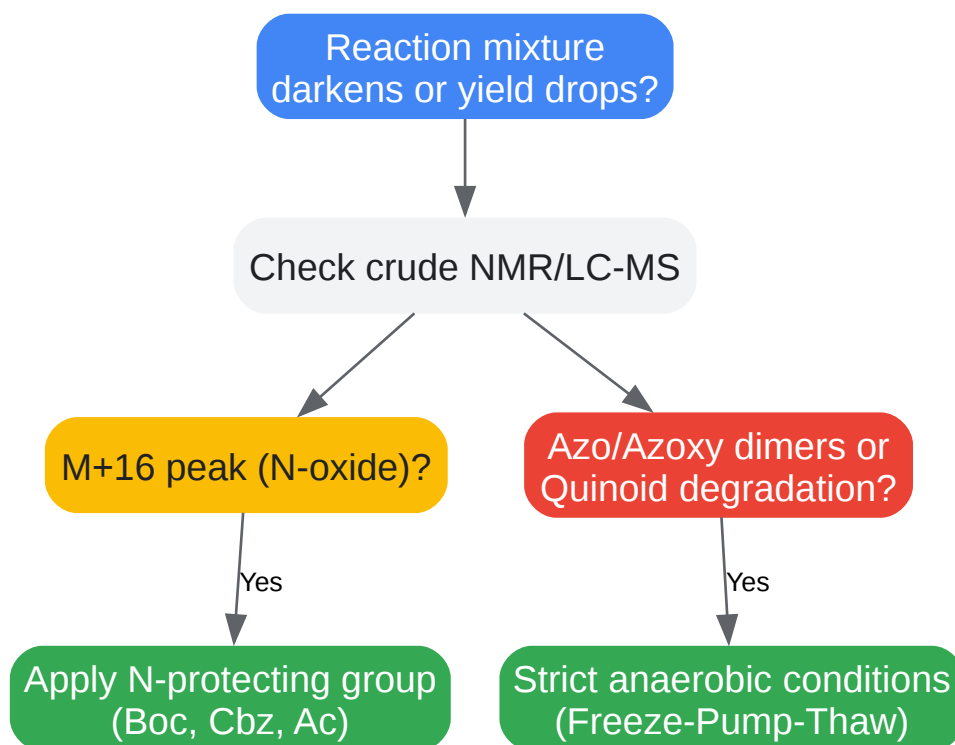 Reaction mixture
darkens or yield drops?
Check crude NMR/LC-MS
M+16 peak (N-oxide)?
Azo/Azoxy dimers or
Quinoid degradation?
Yes
Yes
Apply N-protecting group
(Boc, Cbz, Ac)
Strict anaerobic conditions
(Freeze-Pump-Thaw)